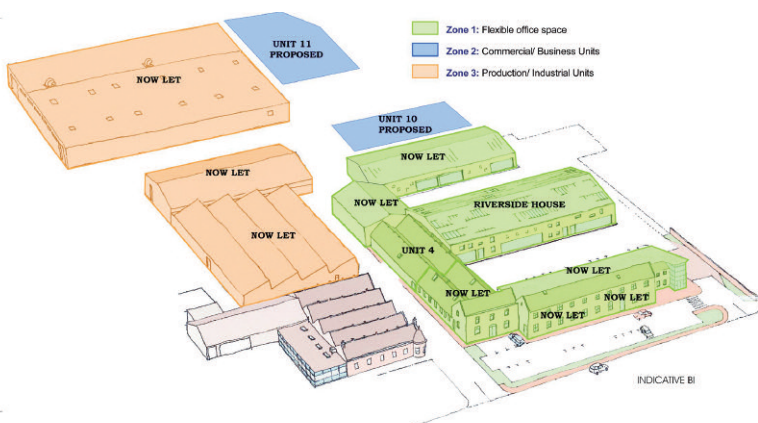 Zone 1: Flexible office space
Zone 2: Commercial/ Business Units
Zone 3: Production/ Industrial Units
UNIT 11
PROPOSED
NOW LET
UNIT 10
PROPOSED
NOW LET
NOW LET
NOW LET
RIVERSIDE HOUSE
NOW LET
UNIT 4
NOW LET
NOW LET
NOW LET
NOW LET
INDICATIVE BI